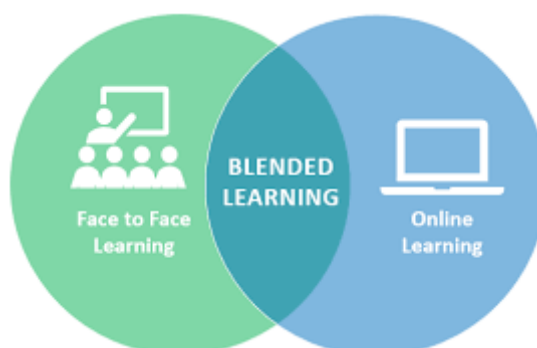 Face to Face
Learning
BLENDED
LEARNING
Online
Learning